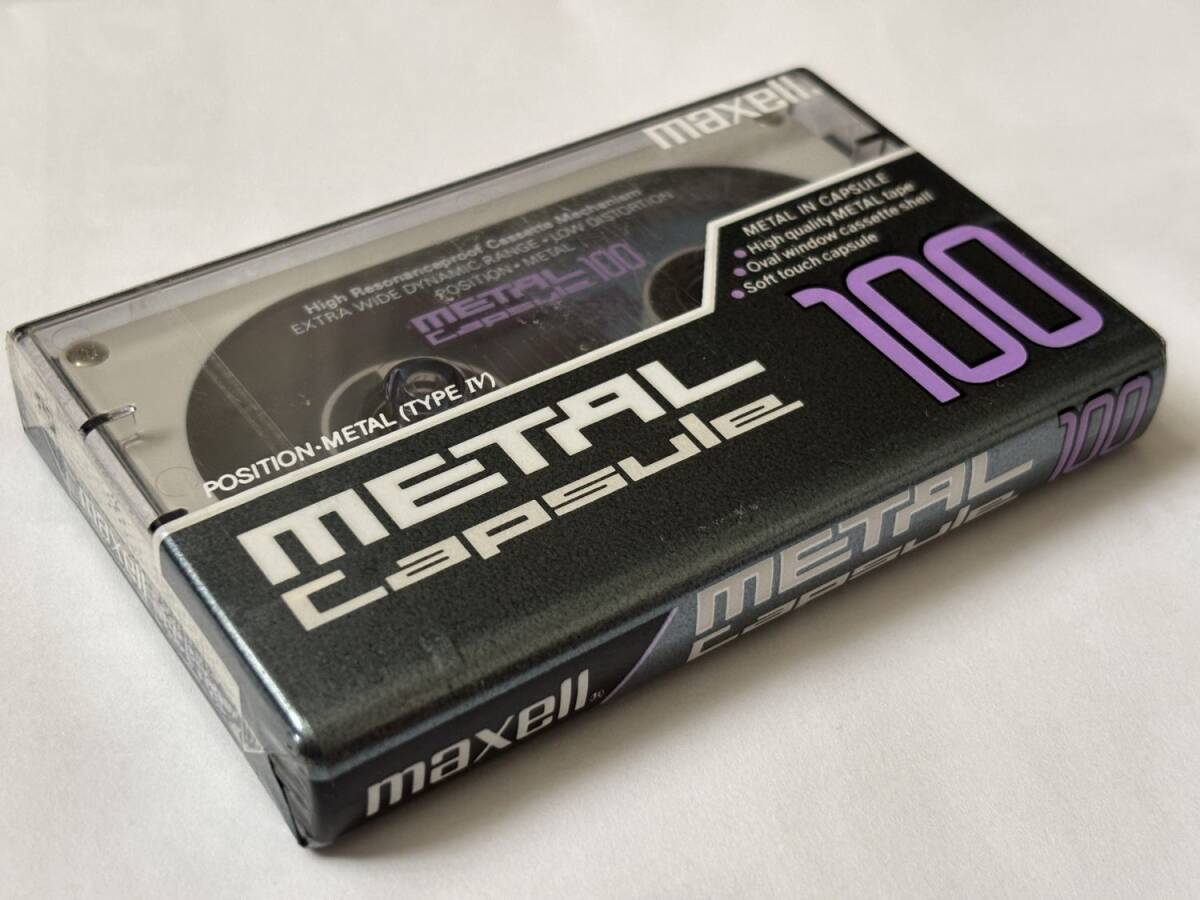 maxell
METAL IN CAPSULE
• High quality METAL tape
• Oval window cassette shell
• Soft touch capsule
100
High Resonanceproof Cassette Mechanism
EXTRA WIDE DYNAMIC RANGE • LOW DISTORTION
POSITION • METAL
METAL 100
capsule
POSITION•METAL (TYPE IV)
METAL
capsule
maxell®
METAL
capsule
100
maxell